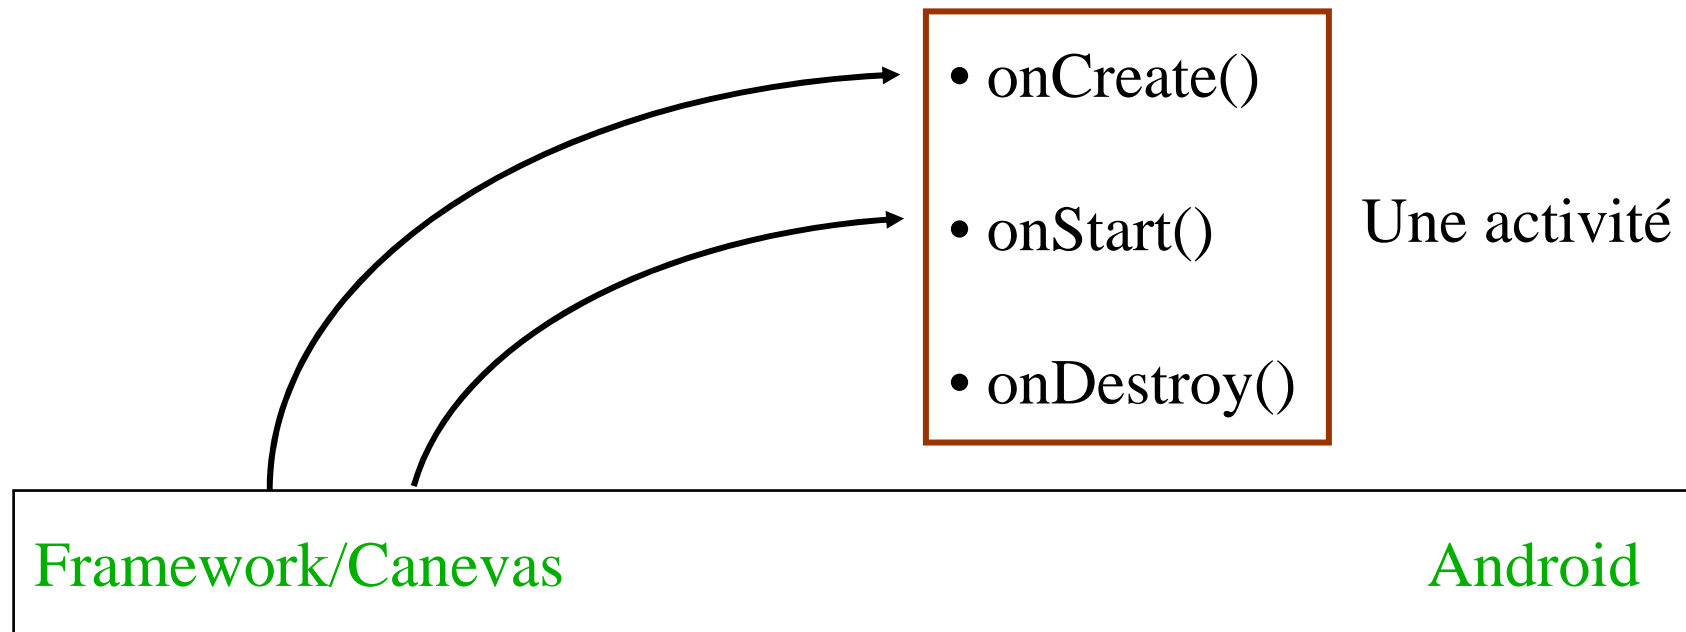 • onCreate()
• onStart()
Une activité
• onDestroy()
Framework/Canevas
Android